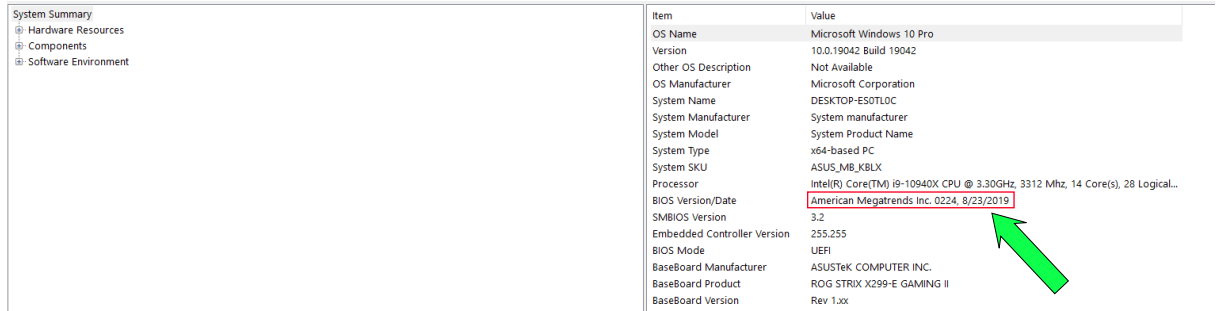 System Summary
Hardware Resources
Components
Software Environment
Item Value
OS Name Microsoft Windows 10 Pro
Version 10.0.19042 Build 19042
Other OS Description Not Available
OS Manufacturer Microsoft Corporation
System Name DESKTOP-ES0TL0C
System Manufacturer System manufacturer
System Model System Product Name
System Type x64-based PC
System SKU ASUS_MB_KBLX
Processor Intel(R) Core(TM) i9-10940X CPU @ 3.30GHz, 3312 Mhz, 14 Core(s), 28 Logical...
BIOS Version/Date American Megatrends Inc. 0224, 8/23/2019
SMBIOS Version 3.2
Embedded Controller Version 255.255
BIOS Mode UEFI
BaseBoard Manufacturer ASUSTeK COMPUTER INC.
BaseBoard Product ROG STRIX X299-E GAMING II
BaseBoard Version Rev 1.xx